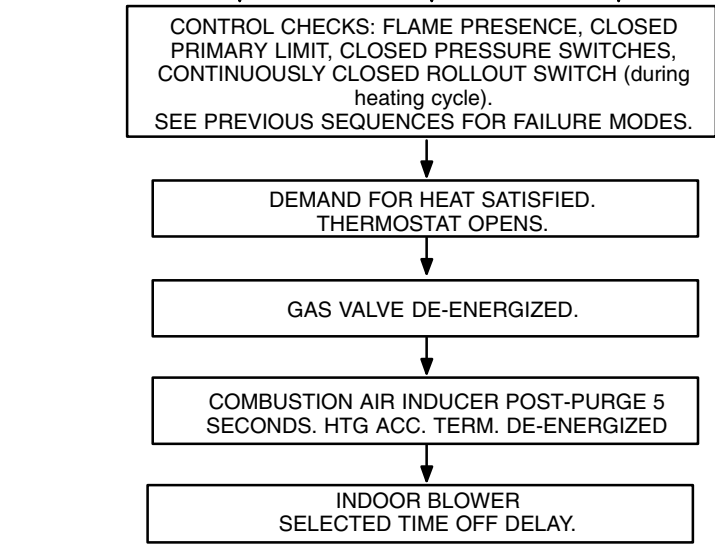 CONTROL CHECKS: FLAME PRESENCE, CLOSED
PRIMARY LIMIT, CLOSED PRESSURE SWITCHES,
CONTINUOUSLY CLOSED ROLLOUT SWITCH (during
heating cycle).
SEE PREVIOUS SEQUENCES FOR FAILURE MODES.
DEMAND FOR HEAT SATISFIED.
THERMOSTAT OPENS.
GAS VALVE DE-ENERGIZED.
COMBUSTION AIR INDUCER POST-PURGE 5
SECONDS. HTG ACC. TERM. DE-ENERGIZED
INDOOR BLOWER
SELECTED TIME OFF DELAY.